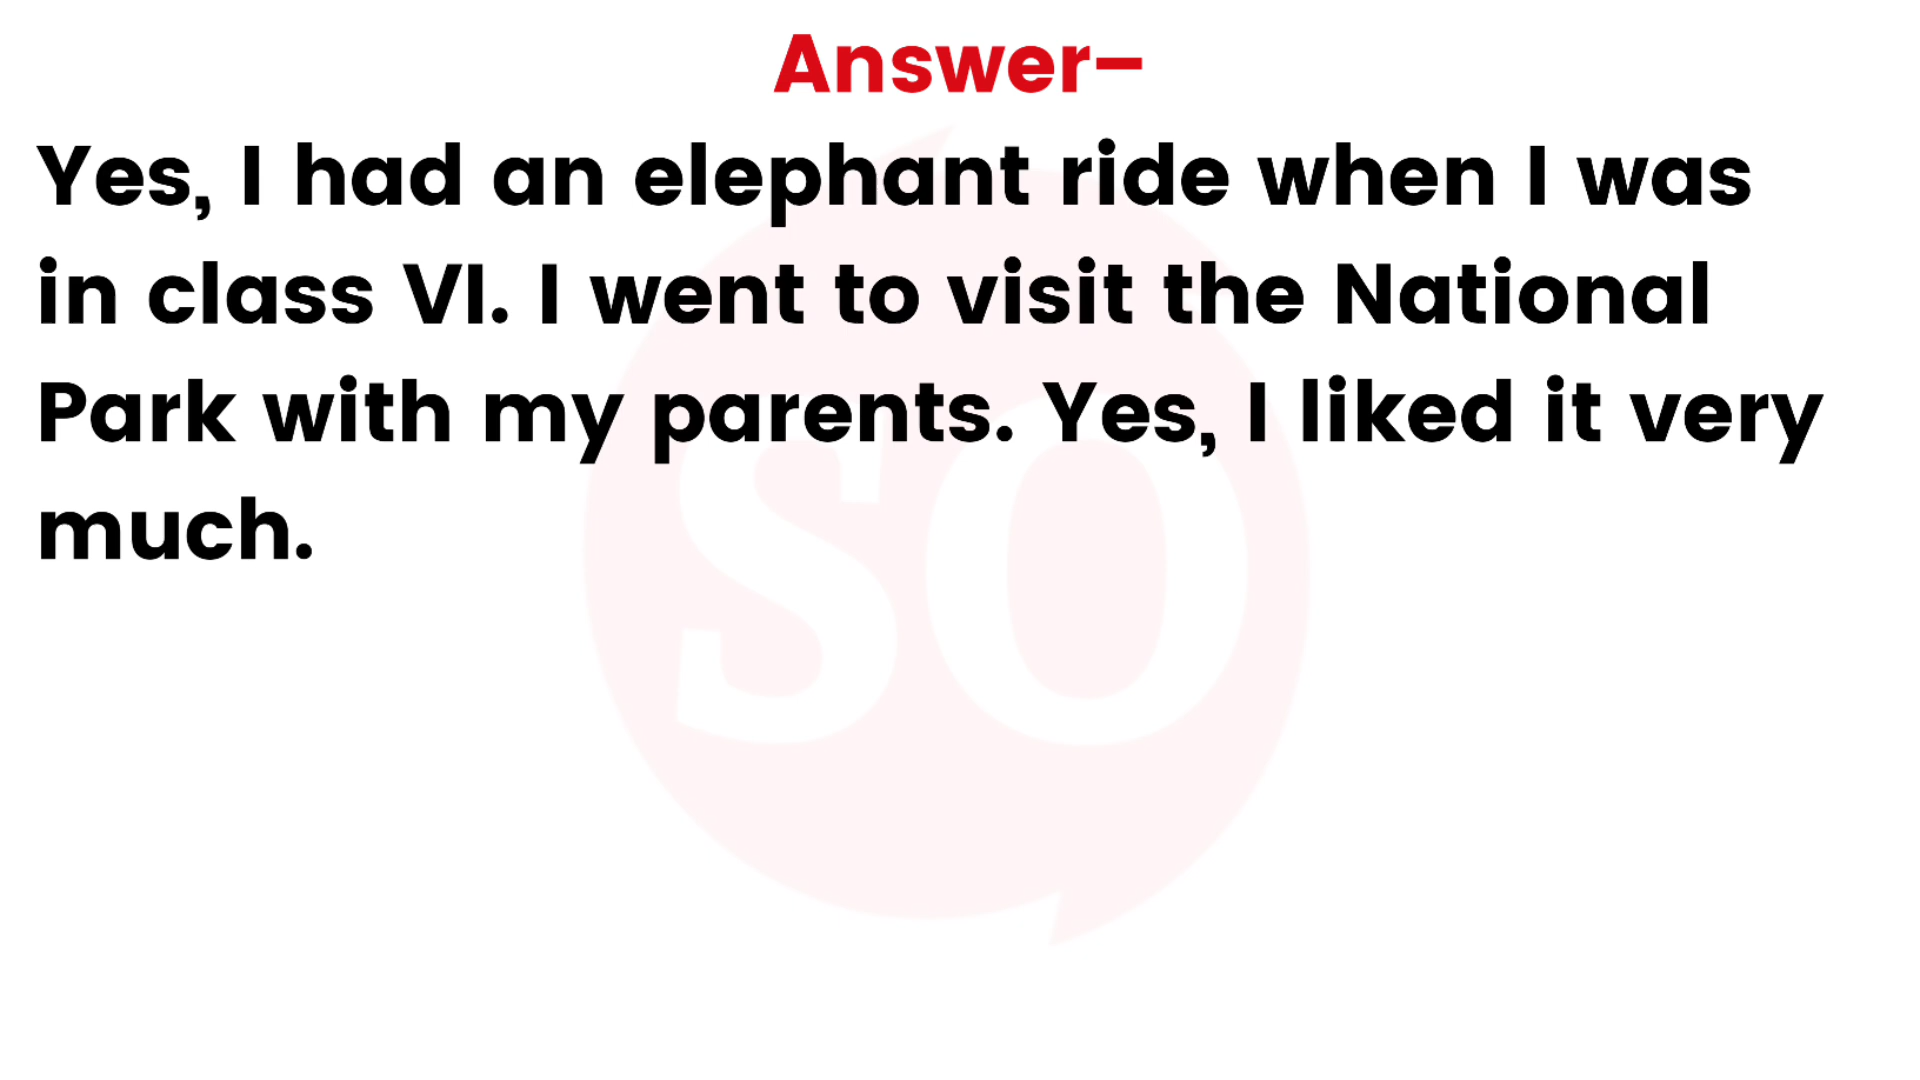 Answer–
Yes, I had an elephant ride when I was
in class VI. I went to visit the National
Park with my parents. Yes, I liked it very
much.
SO